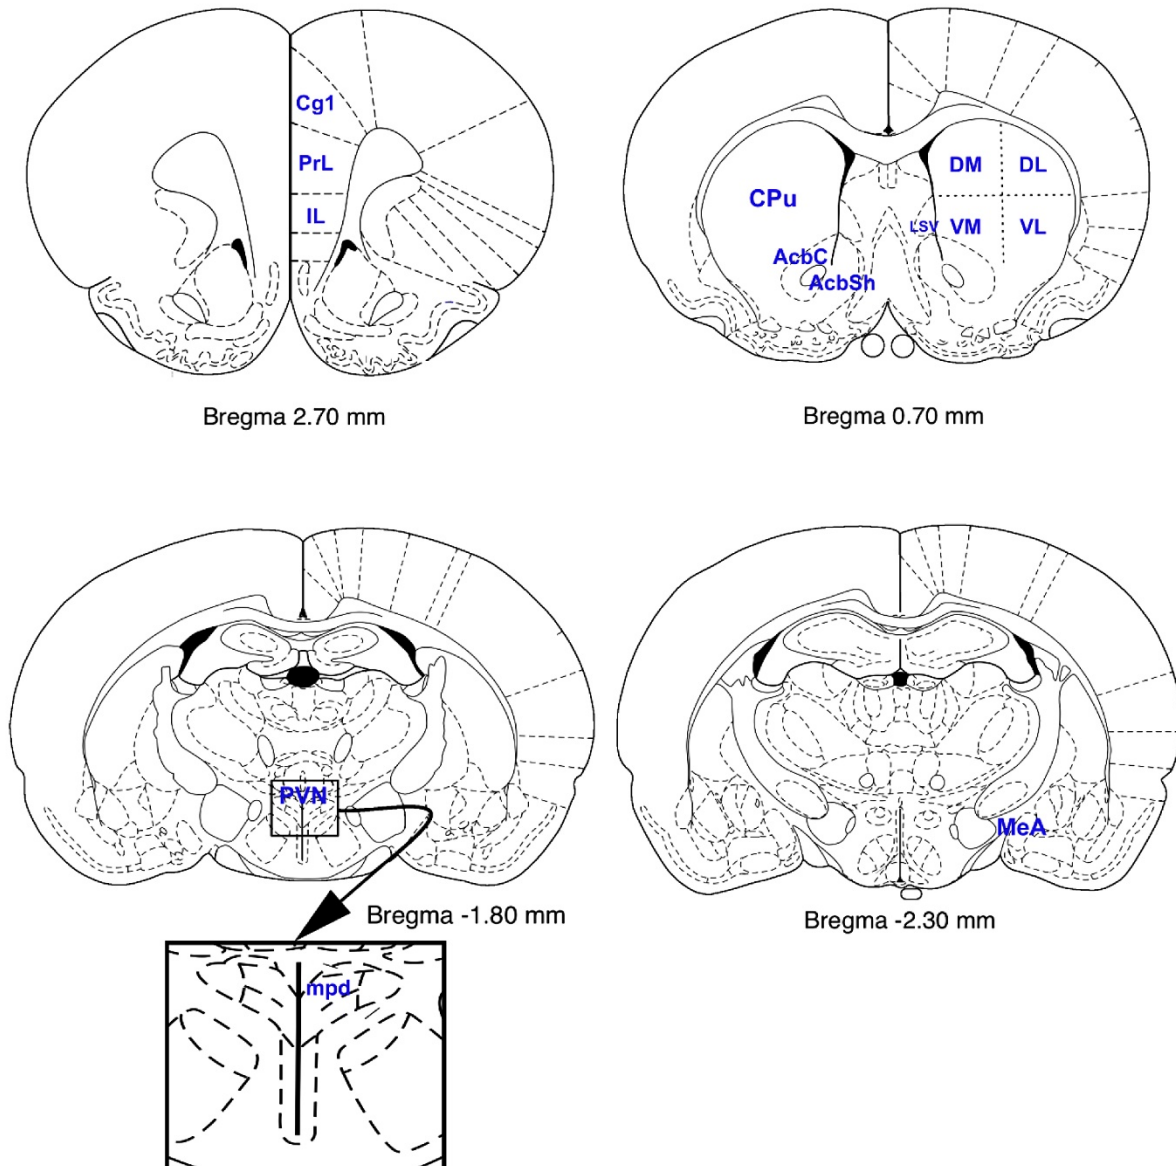 Cg1
PrL
IL
Bregma 2.70 mm
DM DL
CPu
LSV VM VL
AcbC
AcbSh
Bregma 0.70 mm
PVN
Bregma -1.80 mm
mpd
MeA
Bregma -2.30 mm